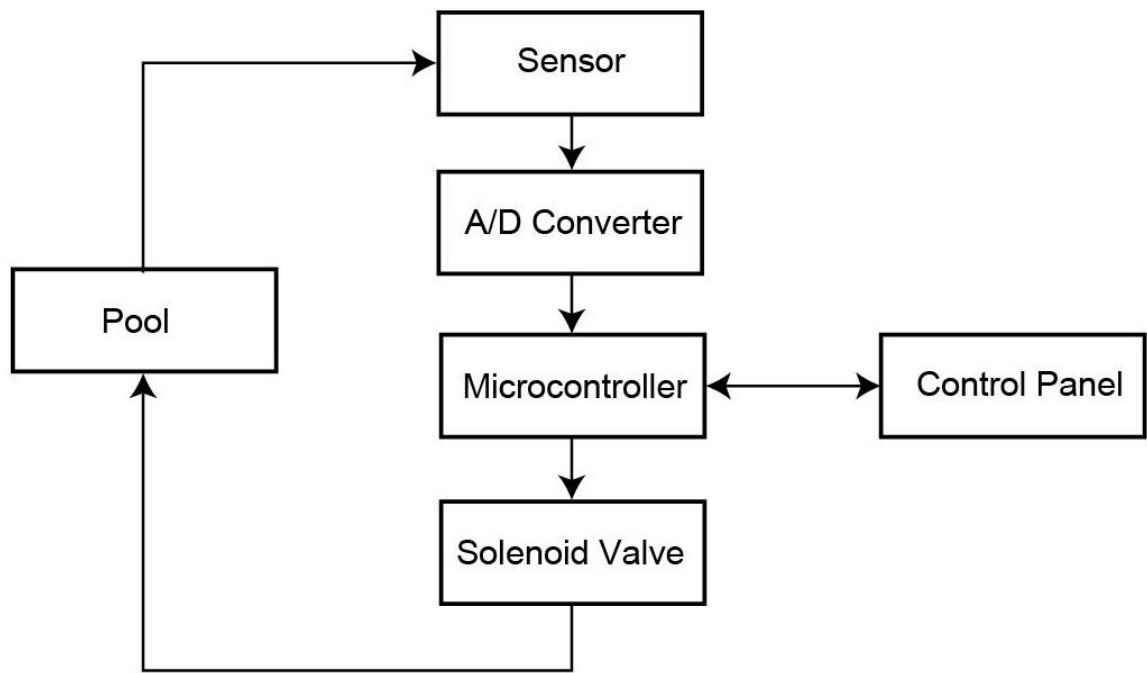 Sensor
A/D Converter
Pool
Microcontroller
Control Panel
Solenoid Valve